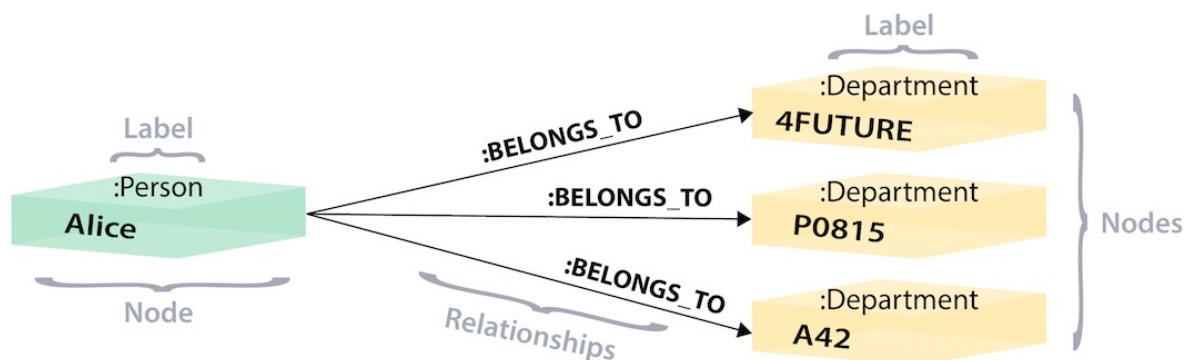 Label
:Department
4FUTURE
Label
:Person
Alice
Node
:BELONGS_TO
:BELONGS_TO
:BELONGS_TO
Relationships
:Department
P0815
:Department
A42
Nodes